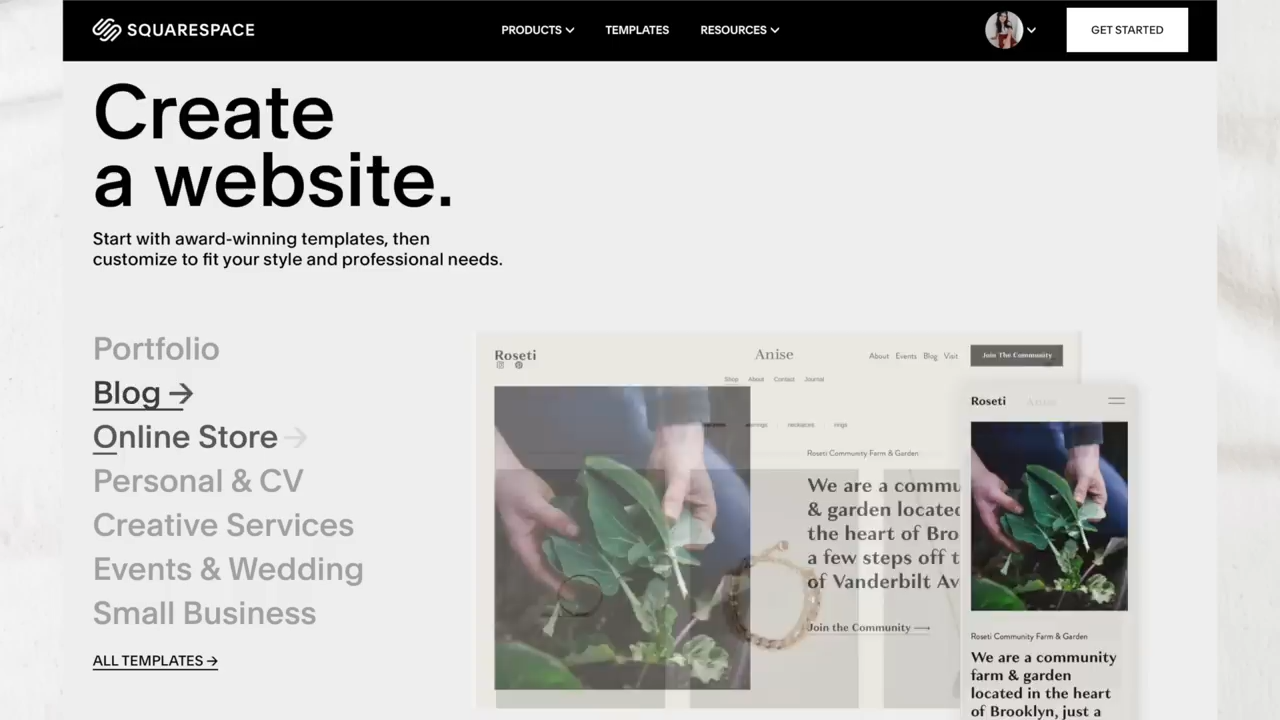 SQUARESPACE
PRODUCTS
TEMPLATES
RESOURCES
GET STARTED
Create
a website.
Start with award-winning templates, then
customize to fit your style and professional needs.
Portfolio
Blog →
Online Store →
Personal & CV
Creative Services
Events & Wedding
Small Business
ALL TEMPLATES →
Roseti
Anise
About Events Blog Visit
Join The Community
Shop About Contact Journal
necklaces rings
Roseti Community Farm & Garden
We are a commu
& garden located
the heart of Bro
a few steps off t
of Vanderbilt Av
Join the Community →
Roseti
Anise
Roseti Community Farm & Garden
We are a community
farm & garden
located in the heart
of Brooklyn, just a